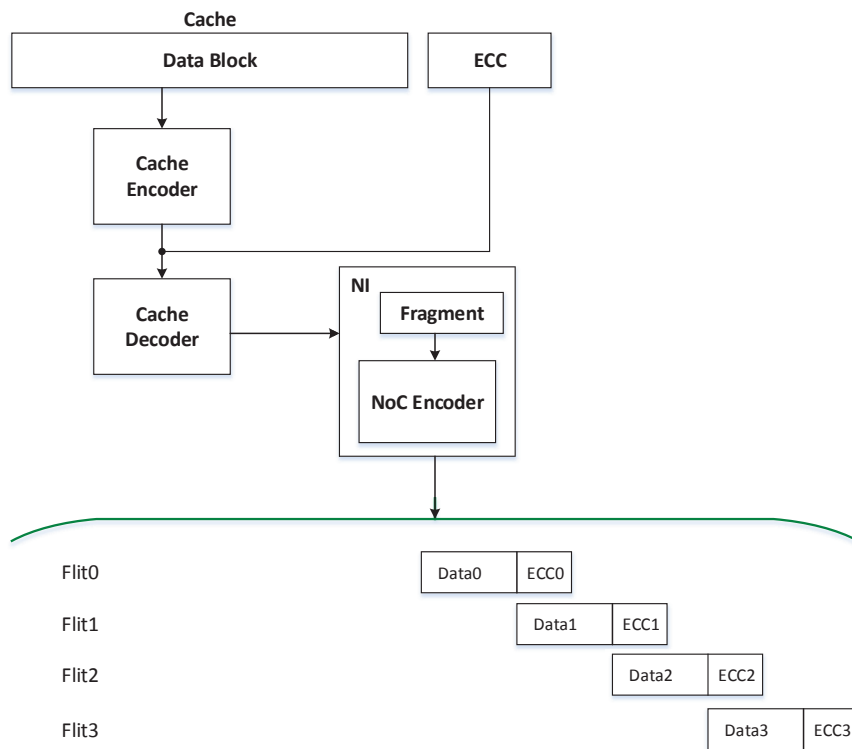 Cache
Data Block
ECC
Cache
Encoder
Cache
Decoder
NI
Fragment
NoC Encoder
Flit0
Data0
ECC0
Flit1
Data1
ECC1
Flit2
Data2
ECC2
Flit3
Data3
ECC3